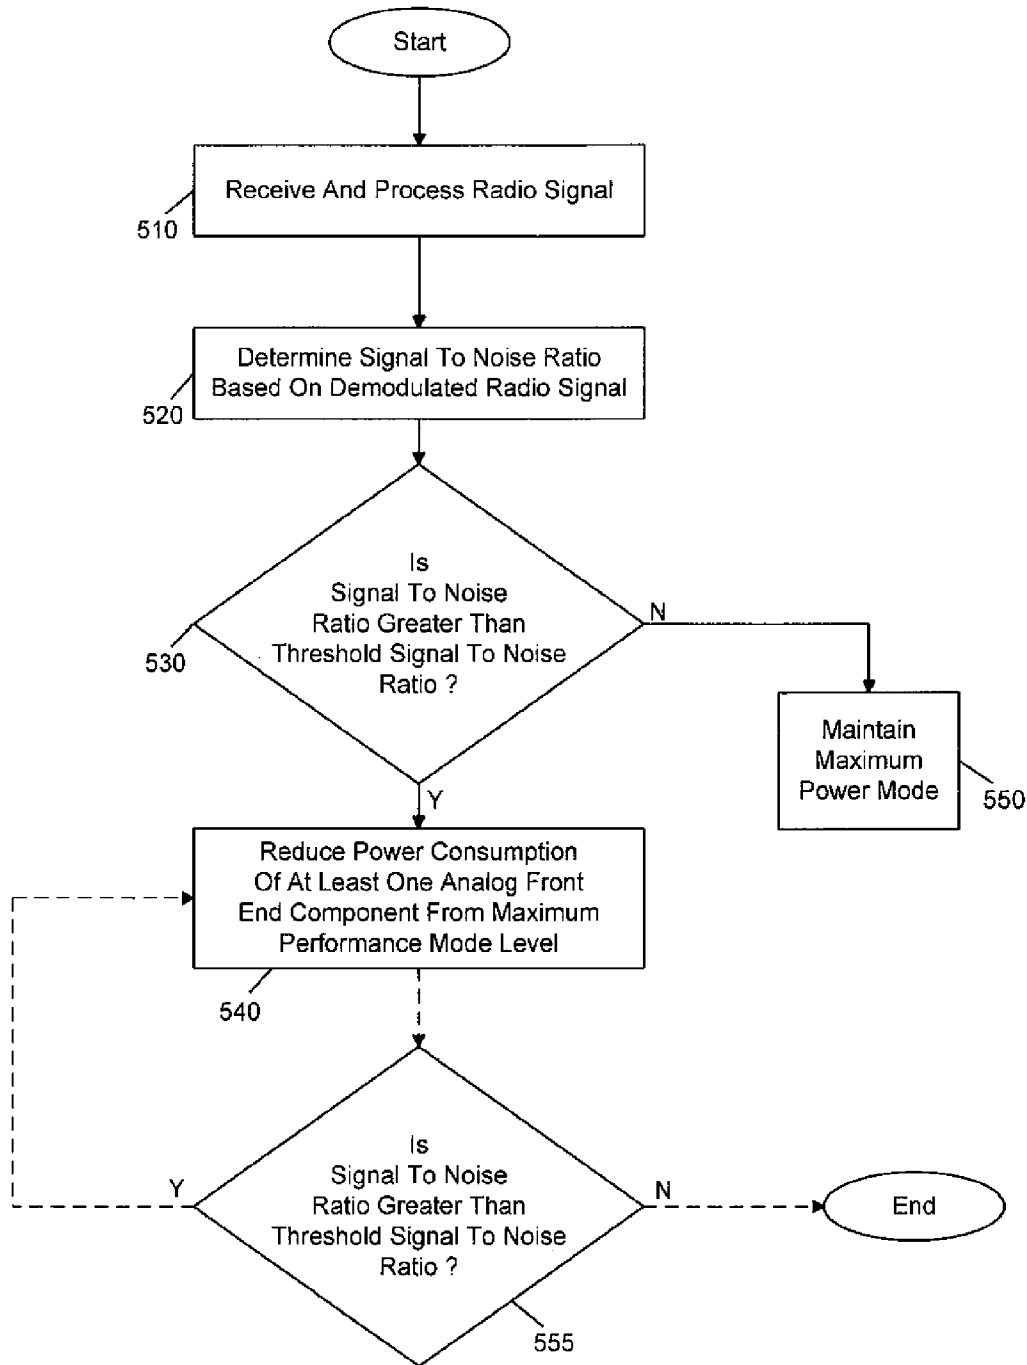 Start
Receive And Process Radio Signal
510
Determine Signal To Noise Ratio
Based On Demodulated Radio Signal
520
Is
Signal To Noise
Ratio Greater Than
Threshold Signal To Noise
Ratio ?
530
N
Maintain
Maximum
Power Mode
550
Y
Reduce Power Consumption
Of At Least One Analog Front
End Component From Maximum
Performance Mode Level
540
Is
Signal To Noise
Ratio Greater Than
Threshold Signal To Noise
Ratio ?
Y
N
End
555